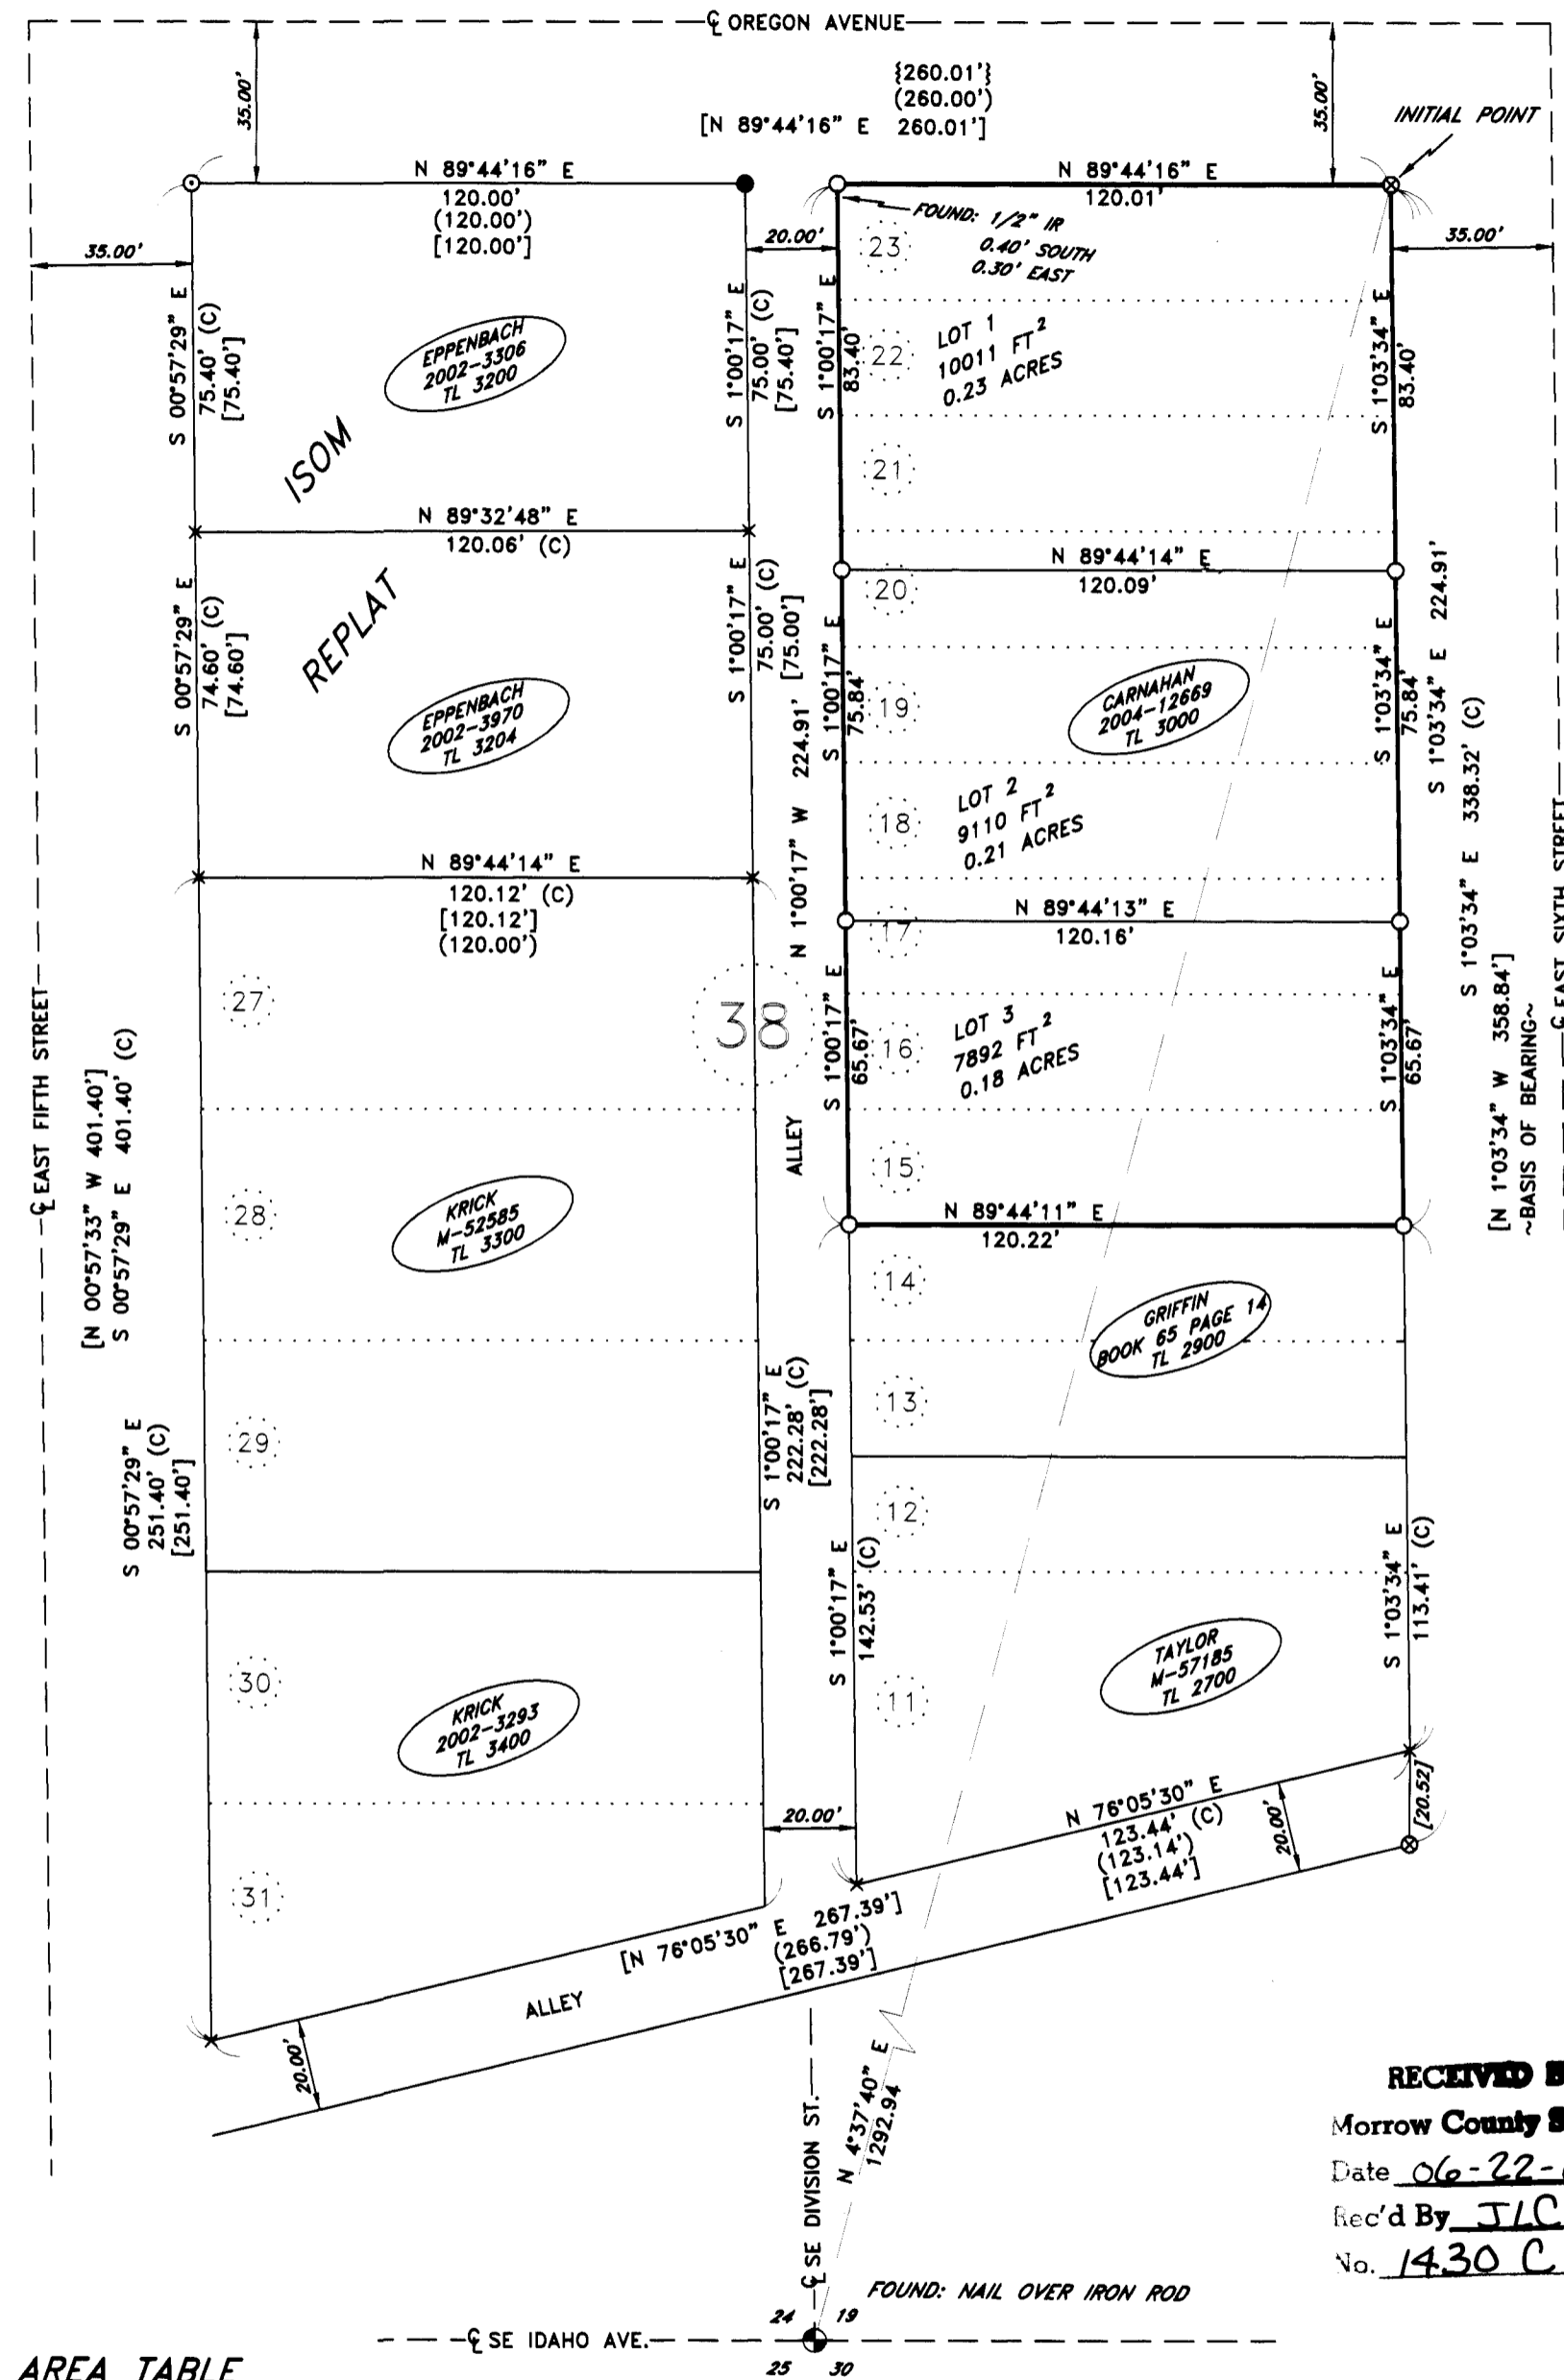 ℄ OREGON AVENUE
35.00'
{260.01'}
(260.00')
[N 89°44'16" E 260.01']
35.00'
INITIAL POINT
N 89°44'16" E
120.00'
(120.00')
[120.00']
N 89°44'16" E
120.01'
35.00'
20.00'
FOUND: 1/2" IR
0.40' SOUTH
0.30' EAST
35.00'
23
S 00°57'29" E
75.40' (C)
[75.40']
EPPENBACH
2002-3306
TL 3200
S 1°00'17" E
75.00' (C)
[75.40']
S 1°00'17" E
83.40'
22
LOT 1
10011 FT²
0.23 ACRES
S 1°03'34" E
83.40'
ISOM
21
N 89°32'48" E
120.06' (C)
N 89°44'14" E
120.09'
20
REPLAT
S 00°57'29" E
74.60' (C)
[74.60']
EPPENBACH
2002-3970
TL 3204
S 1°00'17" E
75.00' (C)
[75.00']
N 1°00'17" W 224.91'
S 1°00'17" E
75.84'
19
CARNAHAN
2004-12669
TL 3000
S 1°03'34" E
75.84'
S 1°03'34" E 224.91'
S 1°03'34" E 338.32' (C)
[N 1°03'34" W 358.84']
~BASIS OF BEARING~
℄ EAST SIXTH STREET
18
LOT 2
9110 FT²
0.21 ACRES
N 89°44'14" E
120.12' (C)
[120.12']
(120.00')
N 89°44'13" E
120.16'
17
27
38
S 1°00'17" E
65.67'
16
LOT 3
7892 FT²
0.18 ACRES
S 1°03'34" E
65.67'
℄ EAST FIFTH STREET
[N 00°57'33" W 401.40']
S 00°57'29" E 401.40' (C)
ALLEY
15
28
KRICK
M-52585
TL 3300
N 89°44'11" E
120.22'
14
GRIFFIN
BOOK 65 PAGE 14
TL 2900
13
29
S 00°57'29" E
251.40' (C)
[251.40']
S 1°00'17" E
222.28' (C)
[222.28']
12
S 1°00'17" E
142.53' (C)
S 1°03'34" E
113.41' (C)
30
KRICK
2002-3293
TL 3400
11
TAYLOR
M-57185
TL 2700
N 76°05'30" E
123.44' (C)
(123.14')
[123.44']
20.00'
20.00'
[20.52]
31
[N 76°05'30" E 267.39']
(266.79')
[267.39']
ALLEY
20.00'
℄ SE DIVISION ST.
N 4°37'40" E
1292.94
RECEIVED
Morrow County
Date 06-22-
Rec'd By JLC
No. 1430 C
FOUND: NAIL OVER IRON ROD
24 19
℄ SE IDAHO AVE.
25 30
AREA TABLE